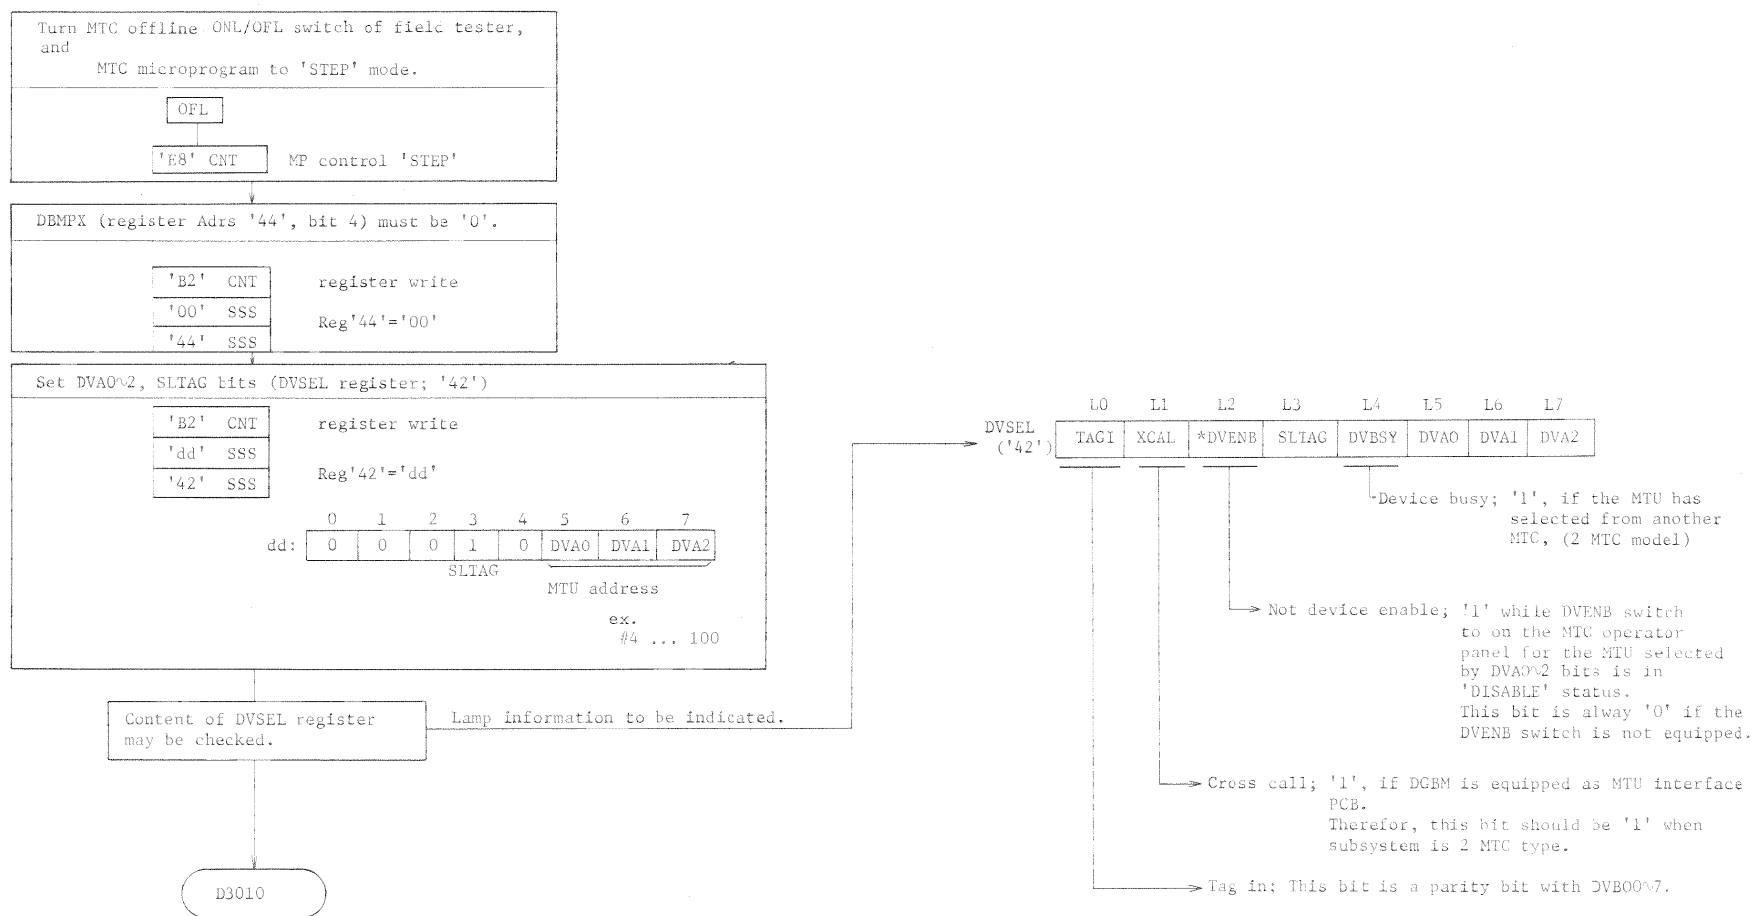 Turn MTC offline ONL/OFL switch of field tester,
and
MTC microprogram to 'STEP' mode.
OFL
'E8' CNT MP control 'STEP'
DBMPX (register Adrs '44', bit 4) must be '0'.
'B2' CNT register write
'00' SSS
Reg'44'='00'
'44' SSS
Set DVA0~2, SLTAG bits (DVSEL register; '42')
'B2' CNT register write
'dd' SSS
Reg'42'='dd'
'42' SSS
0 1 2 3 4 5 6 7
dd: 0 0 0 1 0 DVA0 DVA1 DVA2
SLTAG
MTU address
ex.
#4 ... 100
Content of DVSEL register
may be checked.
Lamp information to be indicated.
D3010
L0 L1 L2 L3 L4 L5 L6 L7
DVSEL
('42')
TAGI XCAL *DVENB SLTAG DVBSY DVA0 DVA1 DVA2
Device busy; '1', if the MTU has
selected from another
MTC, (2 MTC model)
Not device enable; '1' while DVENB switch
to on the MTC operator
panel for the MTU selected
by DVA0~2 bits is in
'DISABLE' status.
This bit is alway '0' if the
DVENB switch is not equipped.
Cross call; '1', if DGBM is equipped as MTU interface
PCB.
Therefor, this bit should be '1' when
subsystem is 2 MTC type.
Tag in; This bit is a parity bit with DVBO0~7.